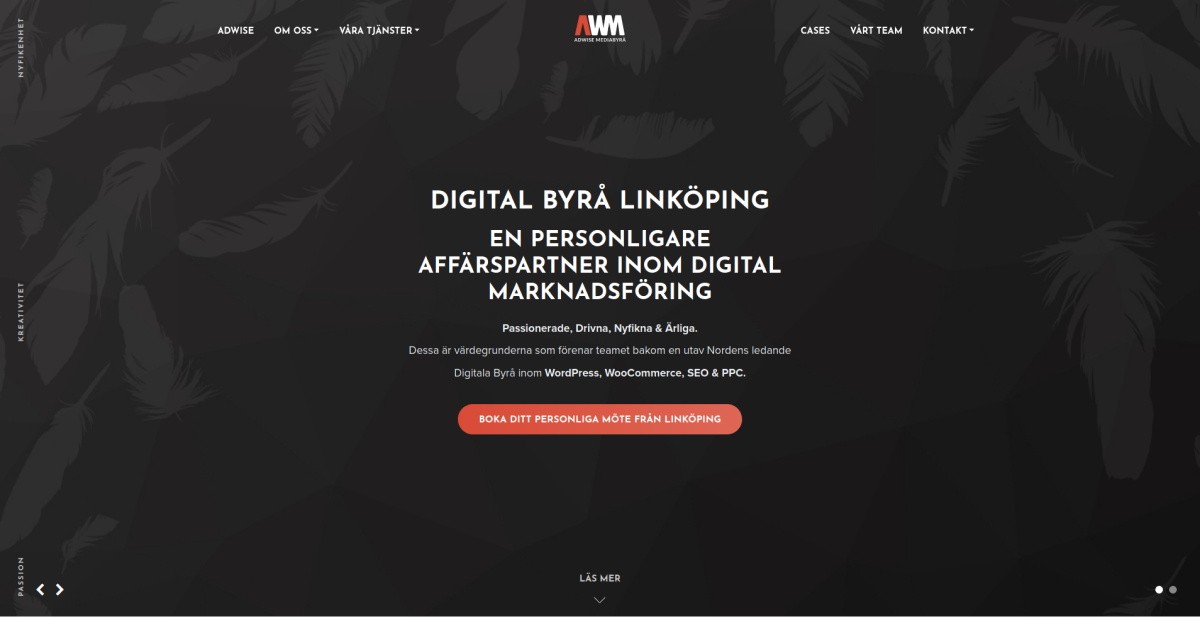 ADWISE
OM OSS
VÅRA TJÄNSTER
AWM
ADWISE MEDIABYRÅ
CASES
VÅRT TEAM
KONTAKT
NYFIKENHET
KREATIVITET
PASSION
DIGITAL BYRÅ LINKÖPING
EN PERSONLIGARE
AFFÄRSPARTNER INOM DIGITAL
MARKNADSFÖRING
Passionerade, Drivna, Nyfikna & Ärliga.
Dessa är värdegrunderna som förenar teamet bakom en utav Nordens ledande
Digitala Byrå inom WordPress, WooCommerce, SEO & PPC.
BOKA DITT PERSONLIGA MÖTE FRÅN LINKÖPING
LÄS MER